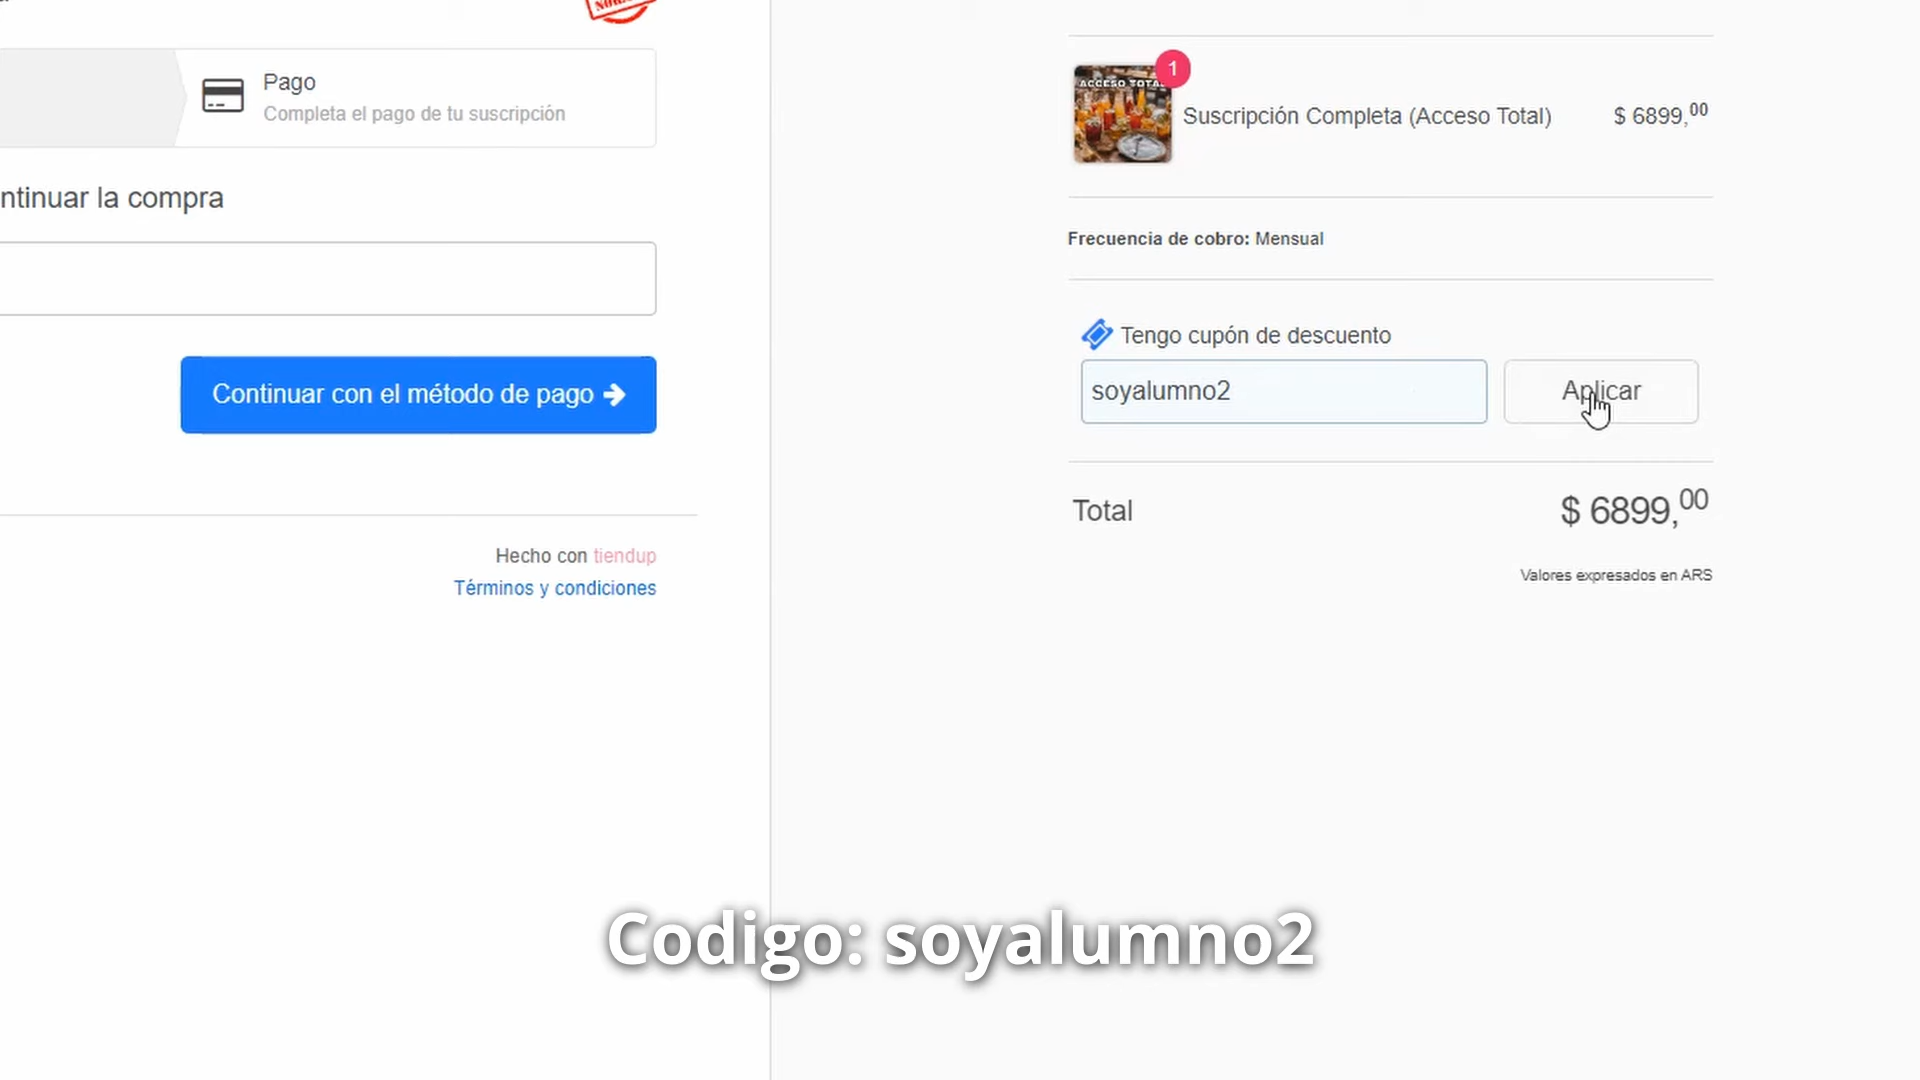 Pago
Completa el pago de tu suscripción
ntinuar la compra
Continuar con el método de pago
Hecho con tiendup
Términos y condiciones
ACCESO TOTAL
1
Suscripción Completa (Acceso Total)
$ 6899,00
Frecuencia de cobro: Mensual
Tengo cupón de descuento
soyalumno2
Aplicar
Total
$ 6899,00
Valores expresados en ARS
Codigo: soyalumno2